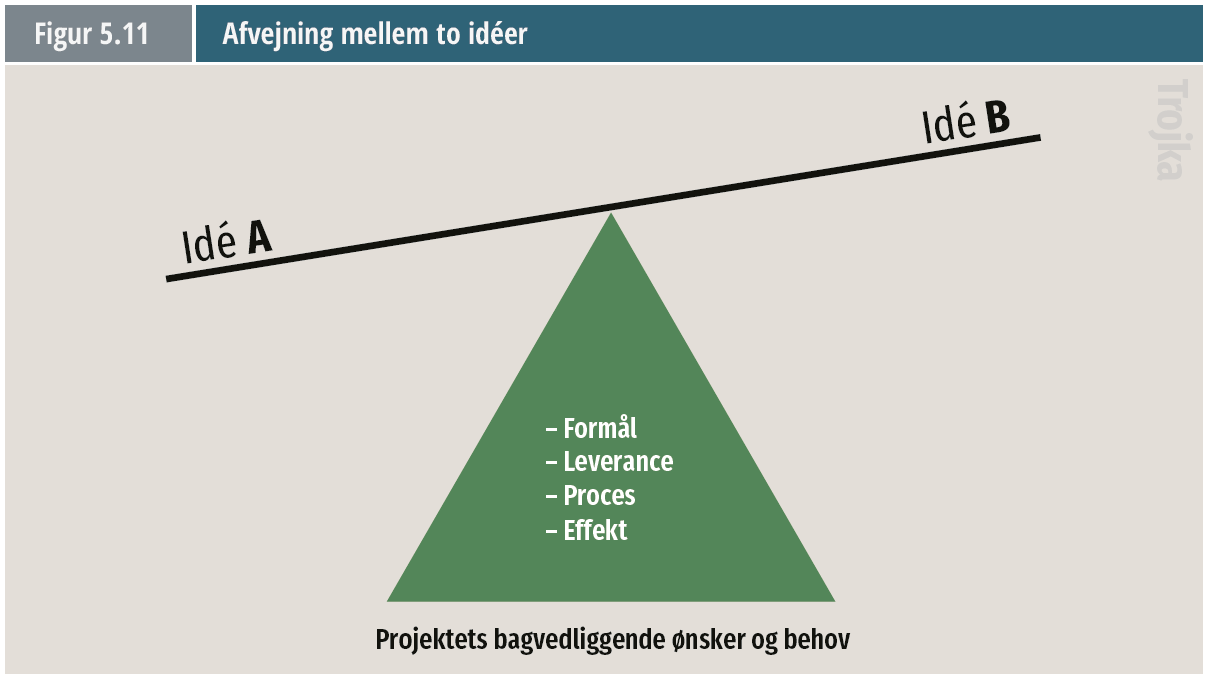 Figur 5.11
Afvejning mellem to idéer
Trojka
Idé B
Idé A
– Formål
– Leverance
– Proces
– Effekt
Projektets bagvedliggende ønsker og behov